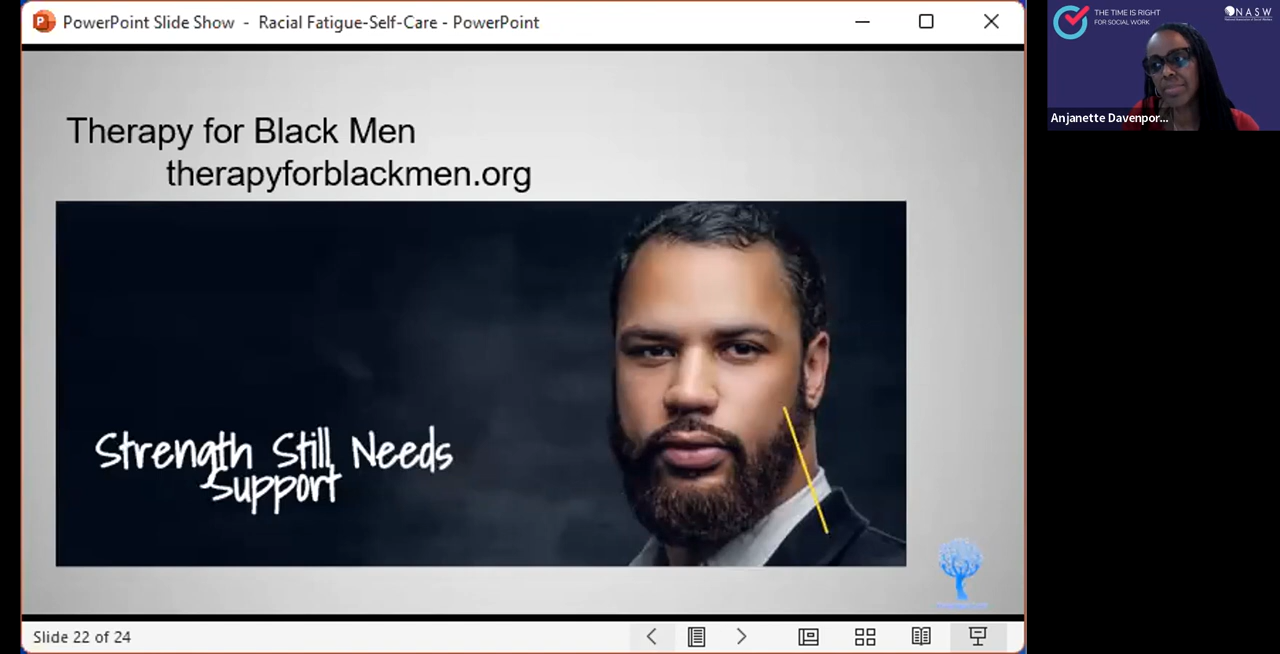 PowerPoint Slide Show - Racial Fatigue-Self-Care - PowerPoint
THE TIME IS RIGHT
FOR SOCIAL WORK
NASW
Anjanette Davenpor...
Therapy for Black Men
therapyforblackmen.org
Strength Still Needs
Support
Slide 22 of 24